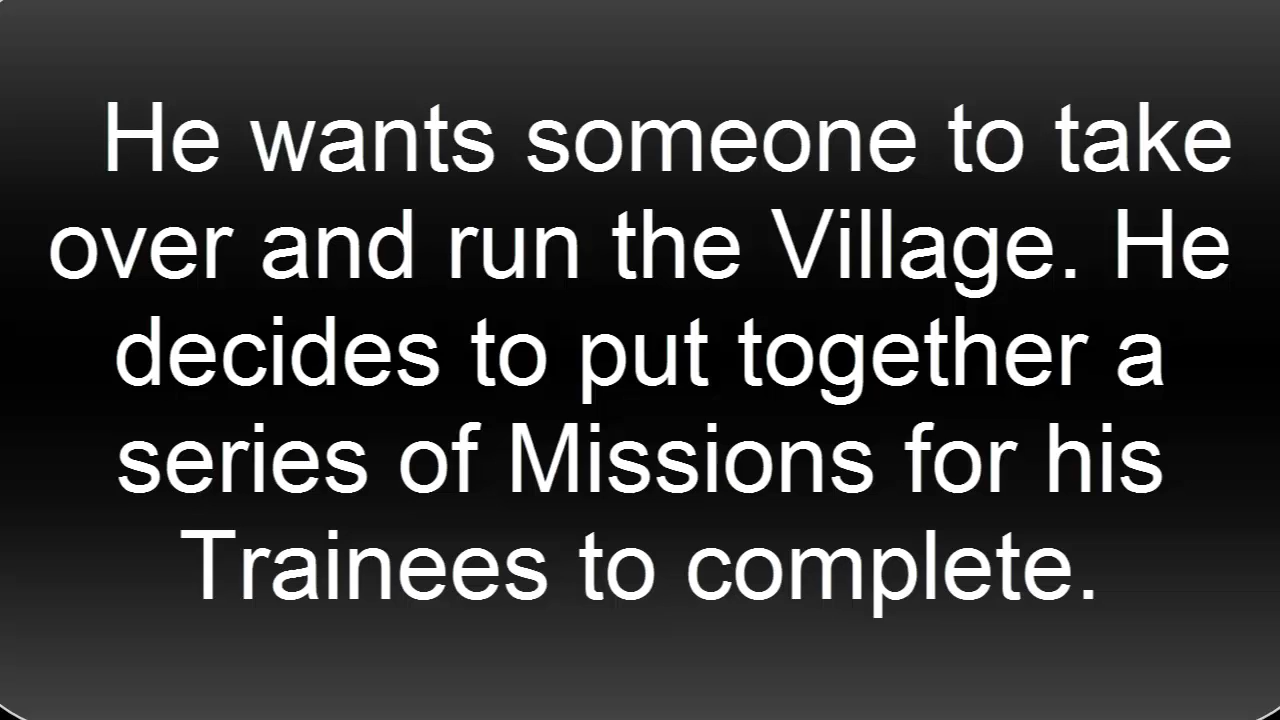 He wants someone to take
over and run the Village. He
decides to put together a
series of Missions for his
Trainees to complete.